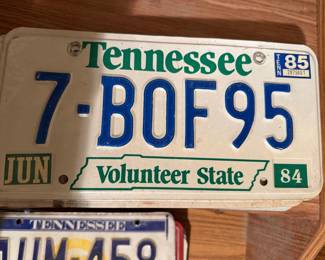 Tennessee
TENN 85
7-BOF95
JUN Volunteer State 84
TENNESSEE